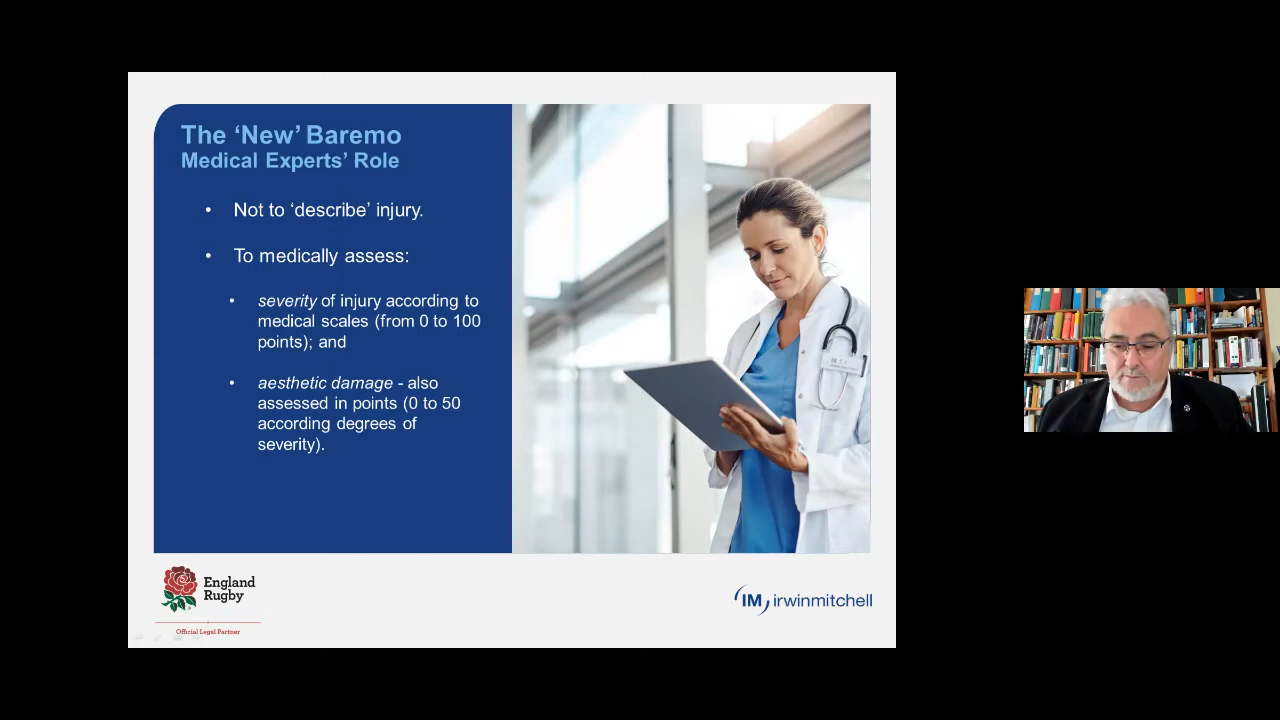 The ‘New’ Baremo
Medical Experts’ Role
• Not to ‘describe’ injury.
• To medically assess:
• severity of injury according to
medical scales (from 0 to 100
points); and
• aesthetic damage - also
assessed in points (0 to 50
according degrees of
severity).
England
Rugby
Official Legal Partner
IM irwinmitchell